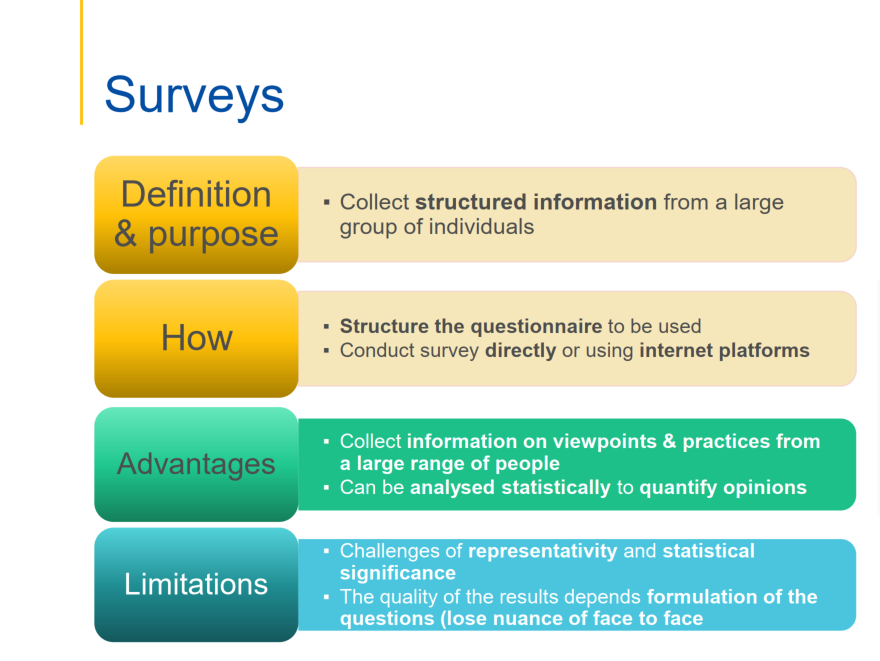 Surveys
Definition
& purpose
▪ Collect structured information from a large
group of individuals
How
▪ Structure the questionnaire to be used
▪ Conduct survey directly or using internet platforms
Advantages
▪ Collect information on viewpoints & practices from
a large range of people
▪ Can be analysed statistically to quantify opinions
Limitations
▪ Challenges of representativity and statistical
significance
▪ The quality of the results depends formulation of the
questions (lose nuance of face to face